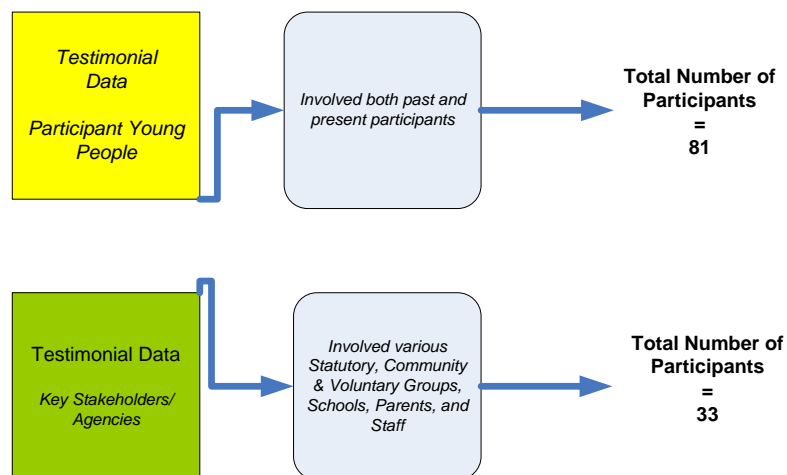 Testimonial
Data
Participant Young
People
Involved both past and
present participants
Total Number of
Participants
=
81
Testimonial Data
Key Stakeholders/
Agencies
Involved various
Statutory, Community
& Voluntary Groups,
Schools, Parents, and
Staff
Total Number of
Participants
=
33